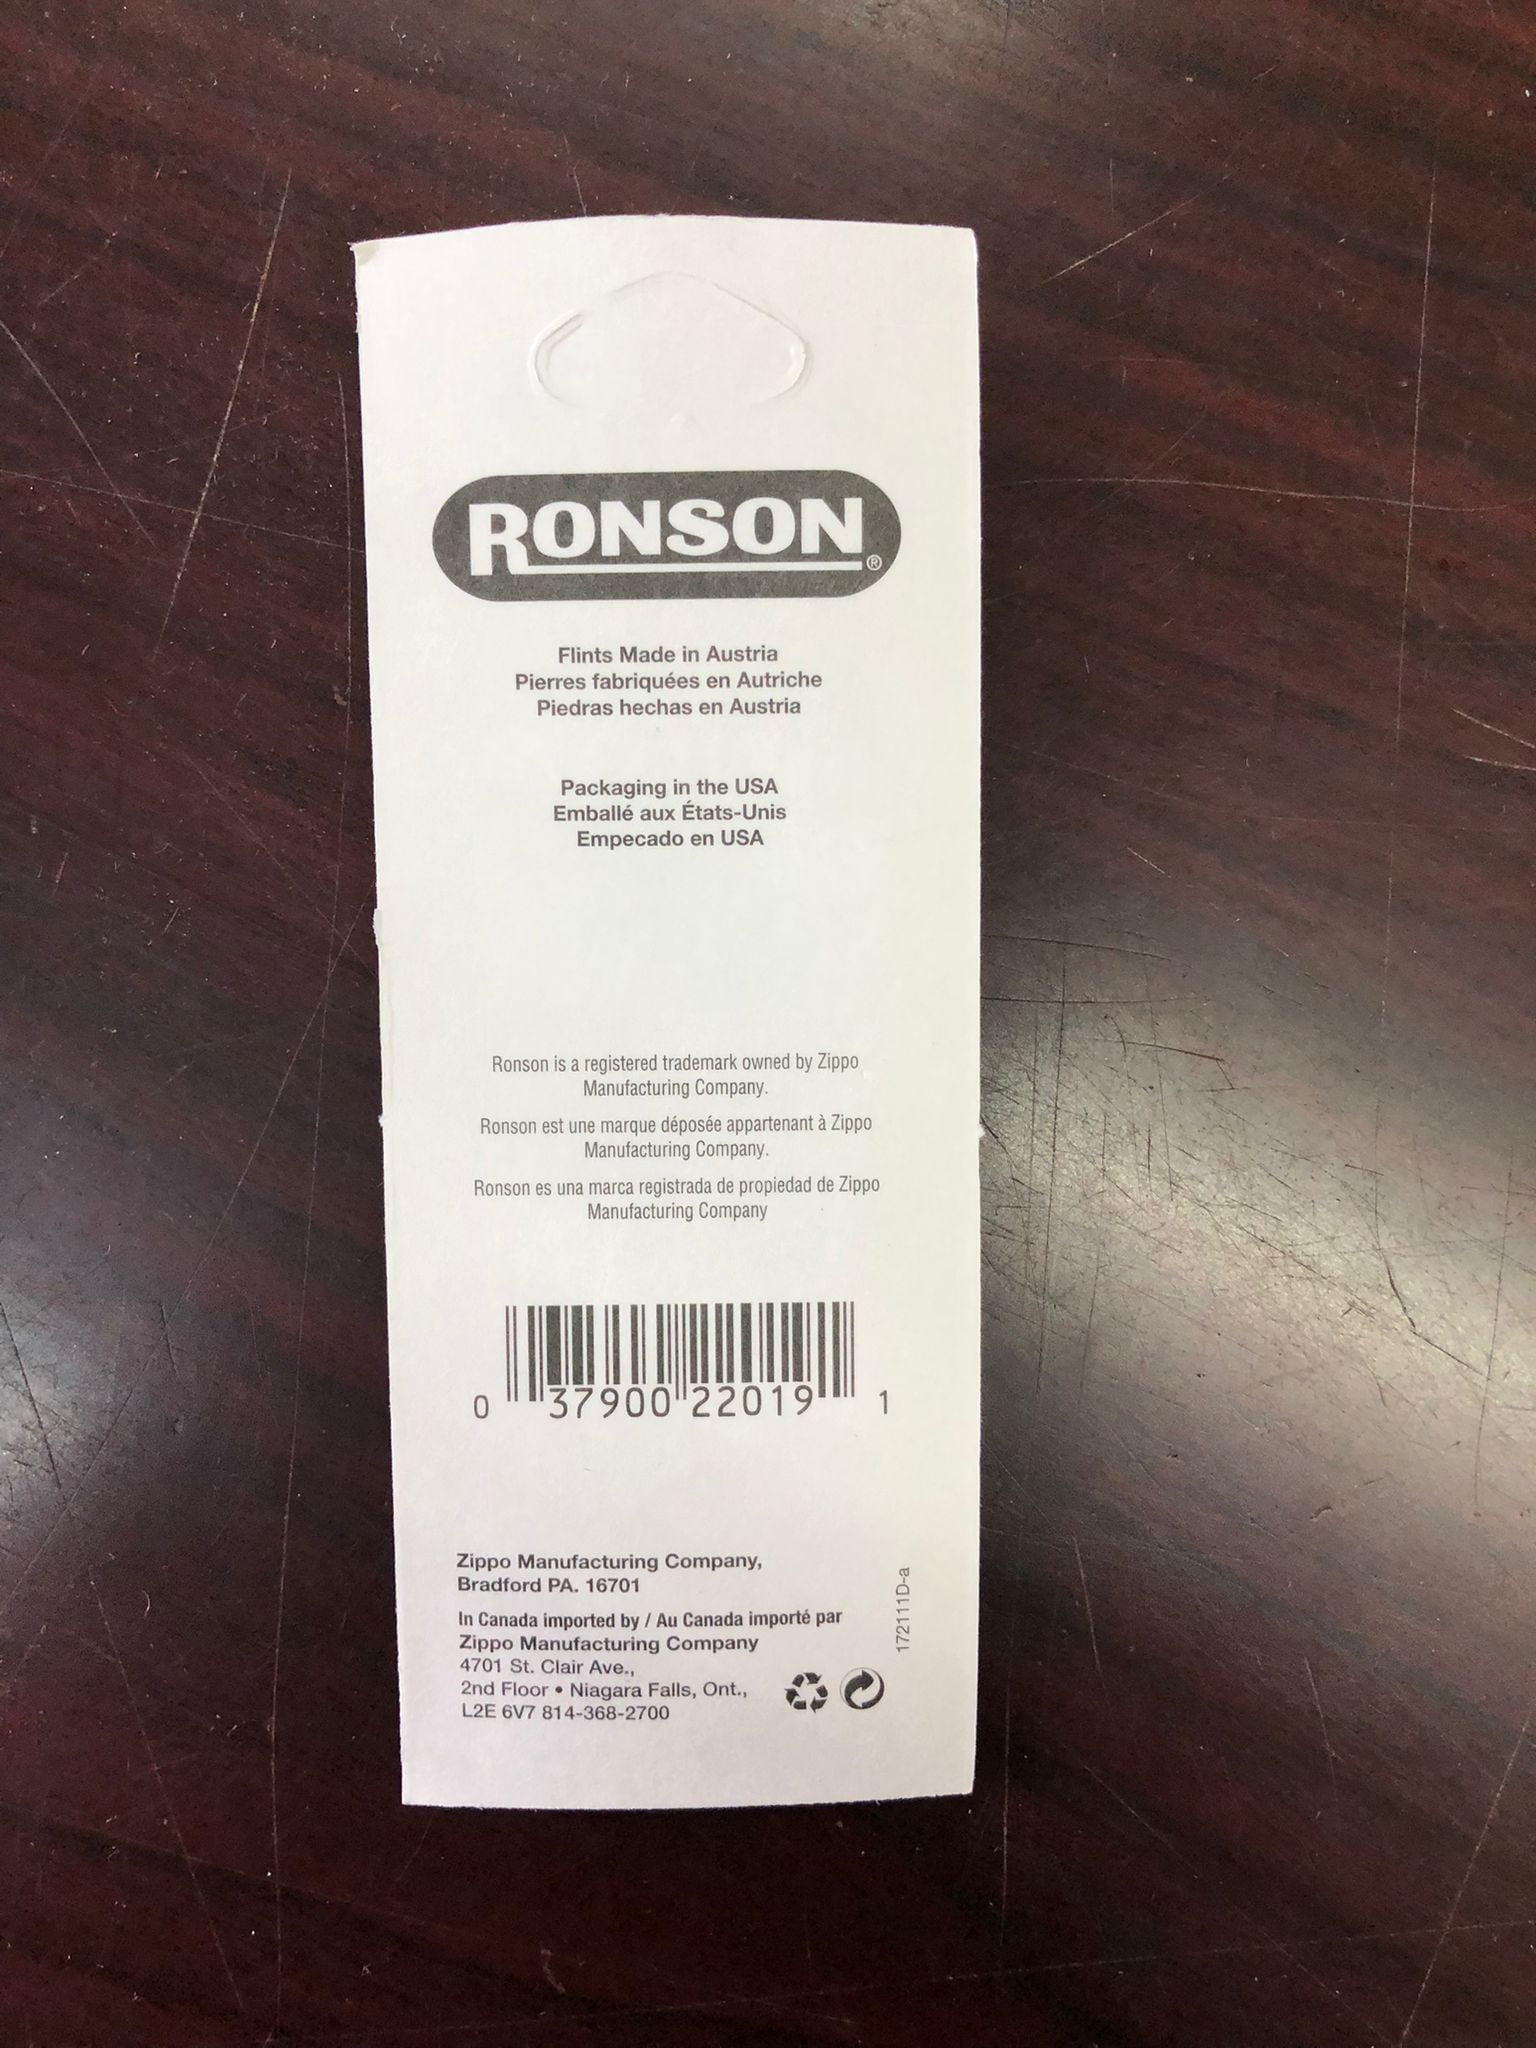 RONSON®
Flints Made in Austria
Pierres fabriquées en Autriche
Piedras hechas en Austria
Packaging in the USA
Emballé aux États-Unis
Empecado en USA
Ronson is a registered trademark owned by Zippo
Manufacturing Company.
Ronson est une marque déposée appartenant à Zippo
Manufacturing Company.
Ronson es una marca registrada de propiedad de Zippo
Manufacturing Company
0 37900 22019 1
Zippo Manufacturing Company,
Bradford PA. 16701
In Canada imported by / Au Canada importé par
Zippo Manufacturing Company
4701 St. Clair Ave.,
2nd Floor • Niagara Falls, Ont.,
L2E 6V7 814-368-2700
172111D-a